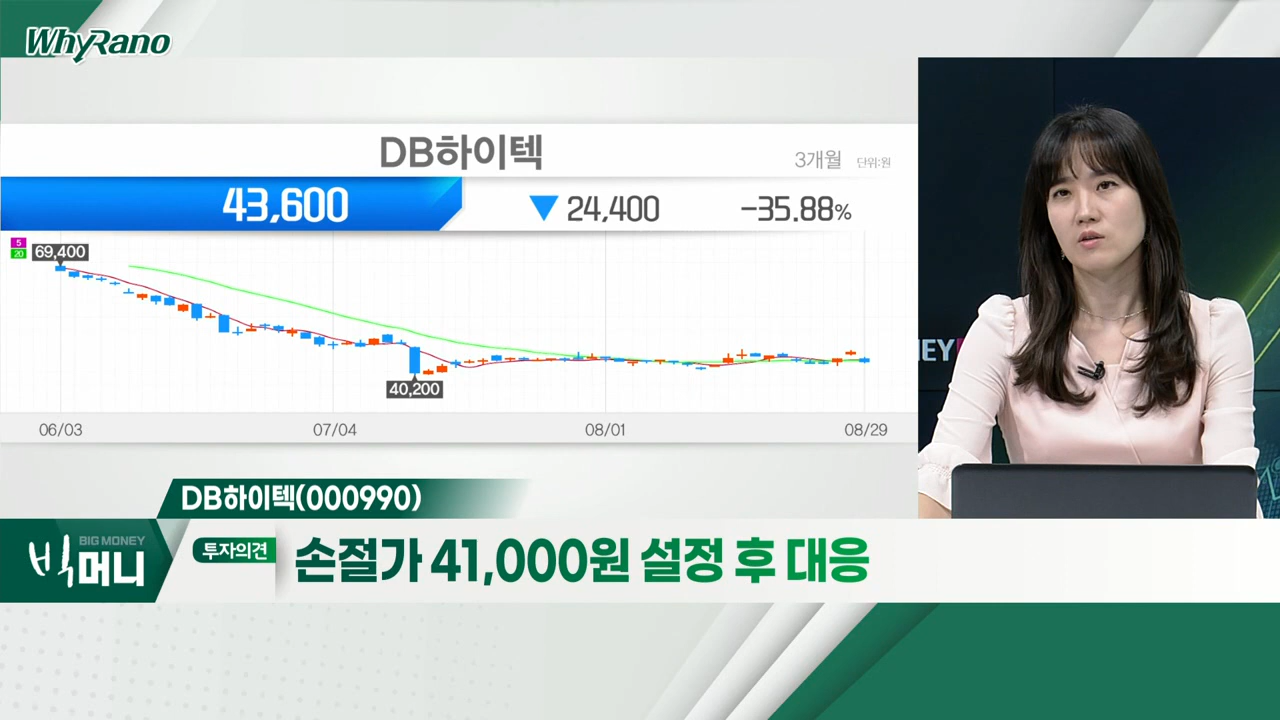 WhyRano
DB하이텍
3개월 단위:원
43,600 ▼ 24,400 -35.88%
5
20
69,400
40,200
06/03 07/04 08/01 08/29
NEY
DB하이텍(000990)
BIG MONEY
빅머니
투자의견
손절가 41,000원 설정 후 대응